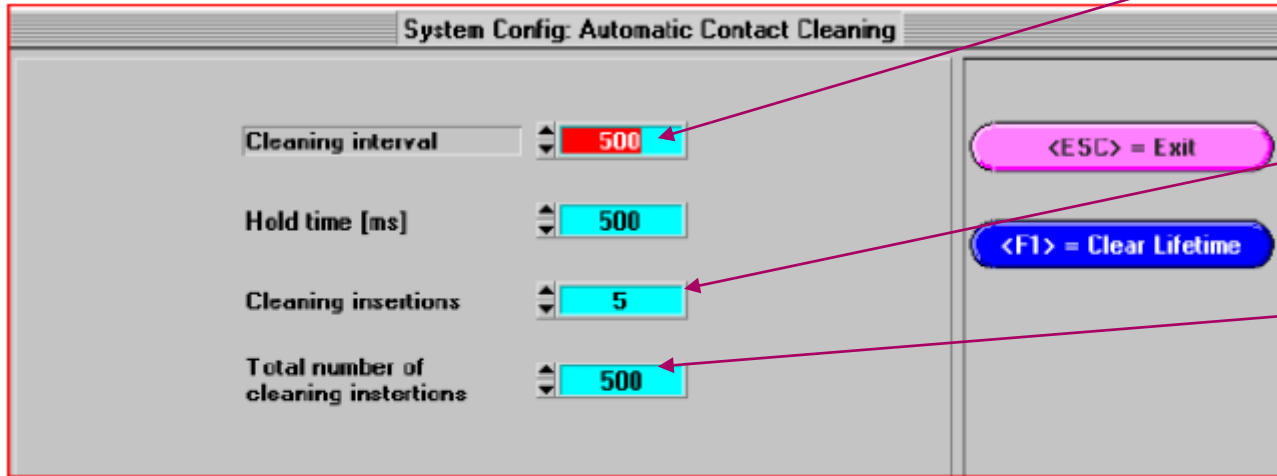 System Config: Automatic Contact Cleaning
Cleaning interval 500
Hold time [ms] 500
Cleaning insertions 5
Total number of
cleaning instertions 500
<ESC> = Exit
<F1> = Clear Lifetime